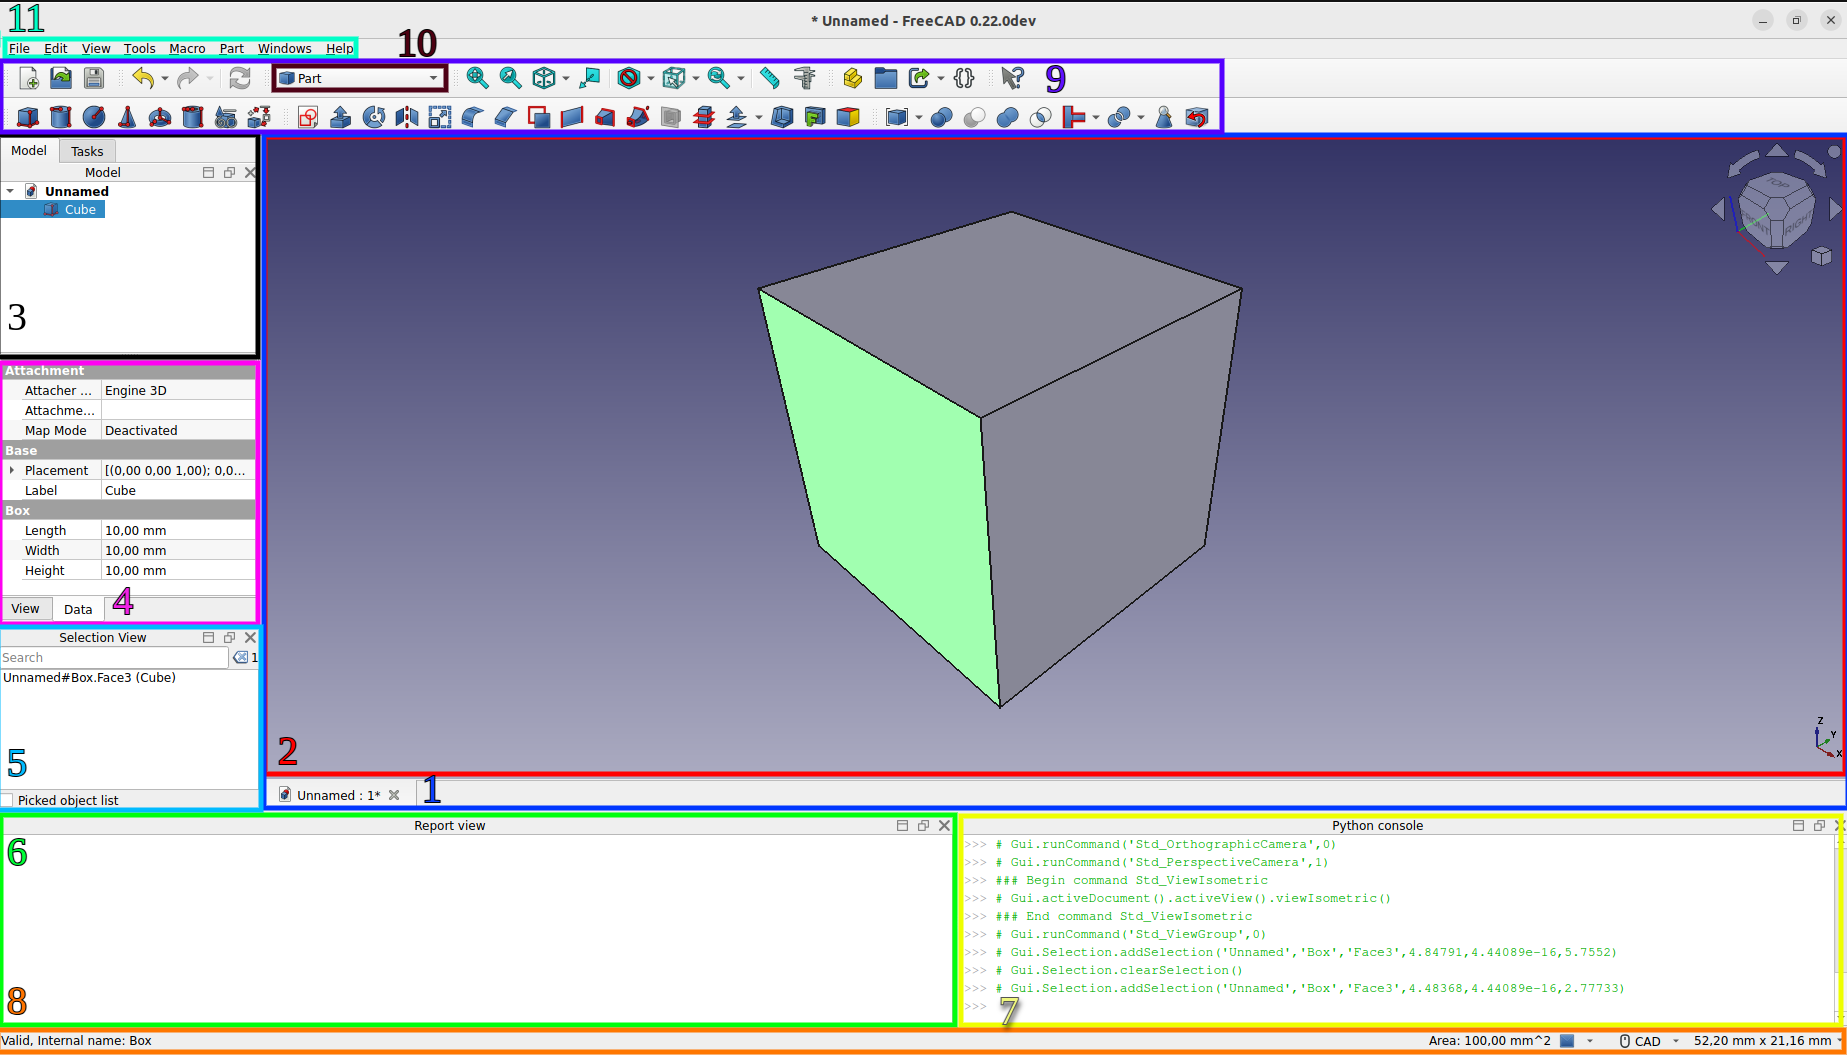 11
* Unnamed - FreeCAD 0.22.0dev
File Edit View Tools Macro Part Windows Help
10
Part
9
Model Tasks
Model
Unnamed
Cube
3
Attachment
Attacher ... Engine 3D
Attachme...
Map Mode Deactivated
Base
Placement [(0,00 0,00 1,00); 0,0...
Label Cube
Box
Length 10,00 mm
Width 10,00 mm
Height 10,00 mm
View Data
4
Selection View
Search
1
Unnamed#Box.Face3 (Cube)
5
Picked object list
TOP
FRONT
RIGHT
Z
Y
X
2
Unnamed : 1*
1
Report view
6
Python console
>>> # Gui.runCommand('Std_OrthographicCamera',0)
>>> # Gui.runCommand('Std_PerspectiveCamera',1)
>>> ### Begin command Std_ViewIsometric
>>> # Gui.activeDocument().activeView().viewIsometric()
>>> ### End command Std_ViewIsometric
>>> # Gui.runCommand('Std_ViewGroup',0)
>>> # Gui.Selection.addSelection('Unnamed','Box','Face3',4.84791,4.44089e-16,5.7552)
>>> # Gui.Selection.clearSelection()
>>> # Gui.Selection.addSelection('Unnamed','Box','Face3',4.48368,4.44089e-16,2.77733)
>>>
7
8
Valid, Internal name: Box
Area: 100,00 mm^2 CAD 52,20 mm x 21,16 mm